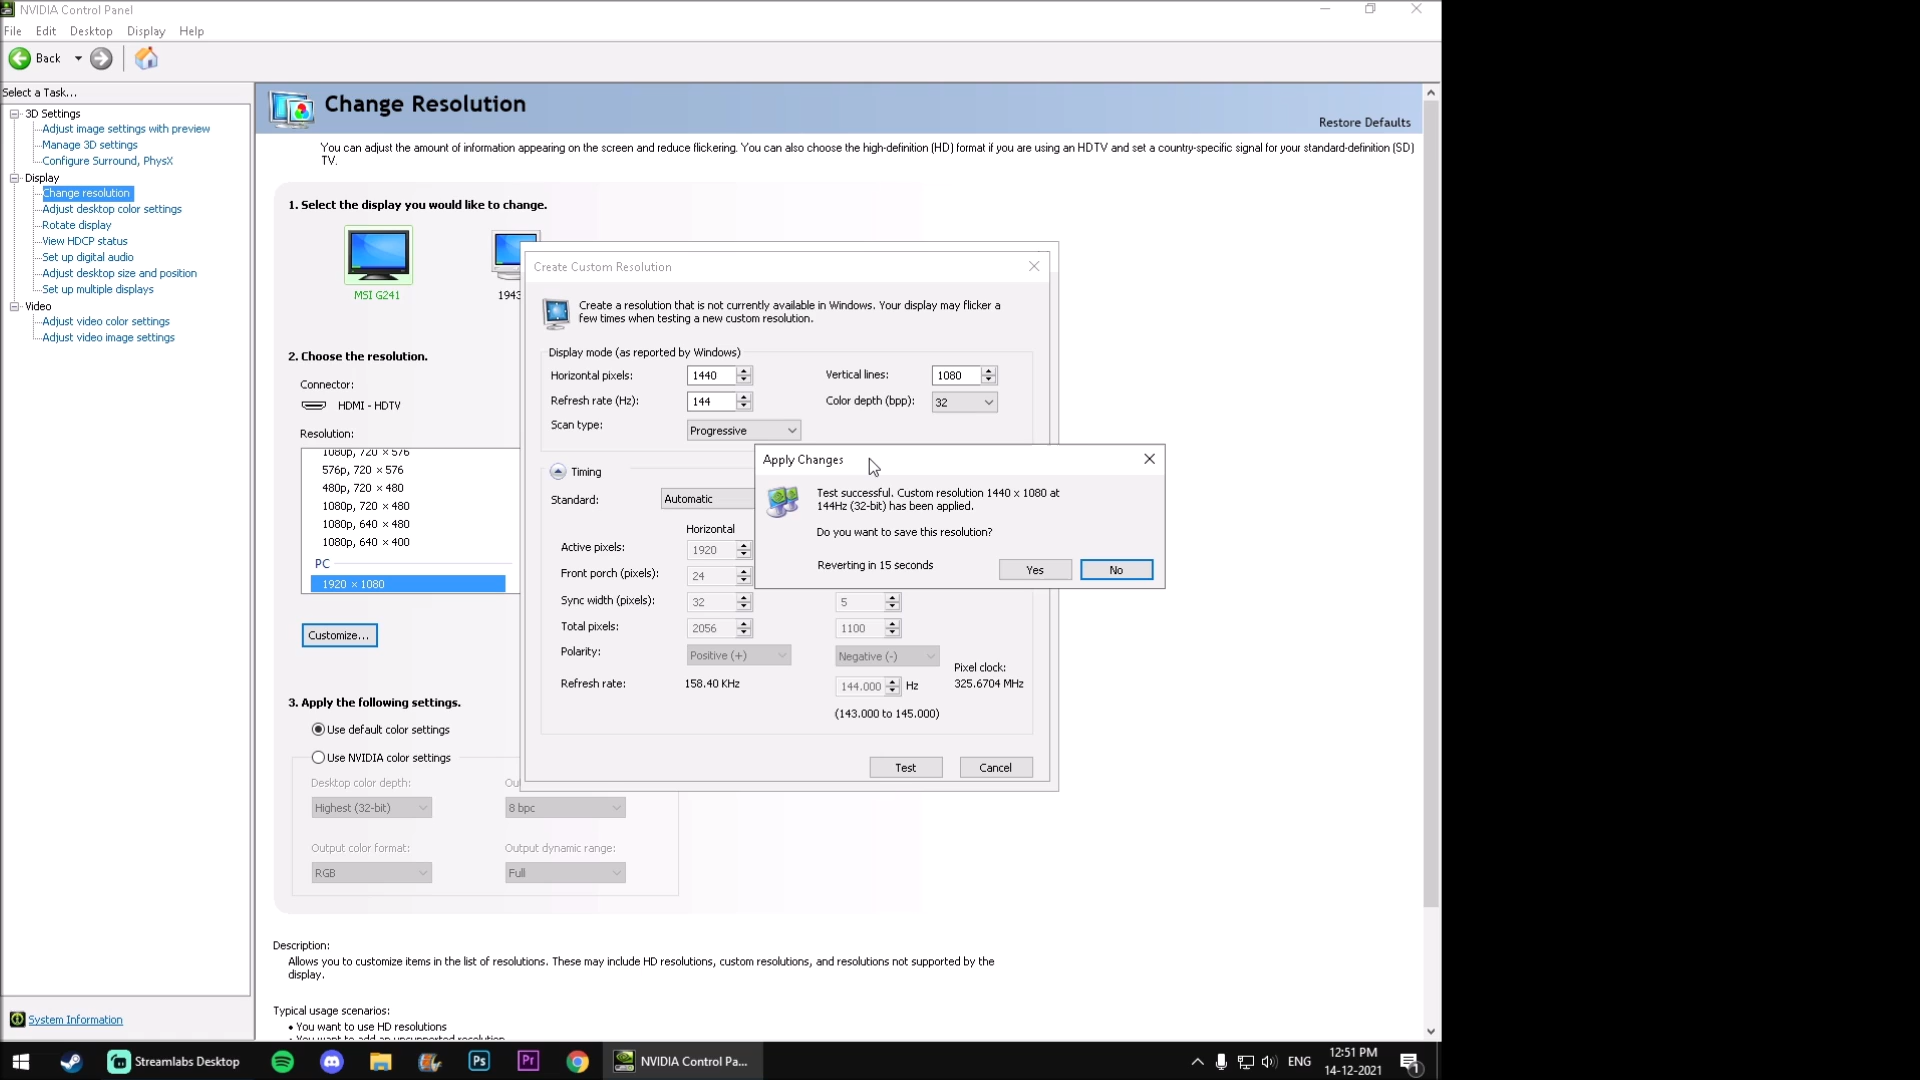 NVIDIA Control Panel
File Edit Desktop Display Help
Back
Select a Task...
3D Settings
Adjust image settings with preview
Manage 3D settings
Configure Surround, PhysX
Display
Change resolution
Adjust desktop color settings
Rotate display
View HDCP status
Set up digital audio
Adjust desktop size and position
Set up multiple displays
Video
Adjust video color settings
Adjust video image settings
System Information
Change Resolution
Restore Defaults
You can adjust the amount of information appearing on the screen and reduce flickering. You can also choose the high-definition (HD) format if you are using an HDTV and set a country-specific signal for your standard-definition (SD)
TV.
1. Select the display you would like to change.
MSI G241
1943
2. Choose the resolution.
Connector:
HDMI - HDTV
Resolution:
1080p, 720 × 576
576p, 720 × 576
480p, 720 × 480
1080p, 720 × 480
1080p, 640 × 480
1080p, 640 × 400
PC
1920 × 1080
Customize...
3. Apply the following settings.
Use default color settings
Use NVIDIA color settings
Desktop color depth:
Highest (32-bit)
8 bpc
Output color format:
Output dynamic range:
RGB
Full
Description:
Allows you to customize items in the list of resolutions. These may include HD resolutions, custom resolutions, and resolutions not supported by the
display.
Typical usage scenarios:
• You want to use HD resolutions
Create Custom Resolution
Create a resolution that is not currently available in Windows. Your display may flicker a
few times when testing a new custom resolution.
Display mode (as reported by Windows)
Horizontal pixels: 1440 Vertical lines: 1080
Refresh rate (Hz): 144 Color depth (bpp): 32
Scan type: Progressive
Timing
Standard: Automatic
Horizontal
Active pixels: 1920
Front porch (pixels): 24
Sync width (pixels): 32 5
Total pixels: 2056 1100
Polarity: Positive (+) Negative (-)
Pixel clock:
Refresh rate: 158.40 KHz 144.000 Hz 325.6704 MHz
(143.000 to 145.000)
Test Cancel
Apply Changes
Test successful. Custom resolution 1440 x 1080 at
144Hz (32-bit) has been applied.
Do you want to save this resolution?
Reverting in 15 seconds
Yes No
Streamlabs Desktop
Ps
Pr
NVIDIA Control Pa...
ENG
12:51 PM
14-12-2021
1